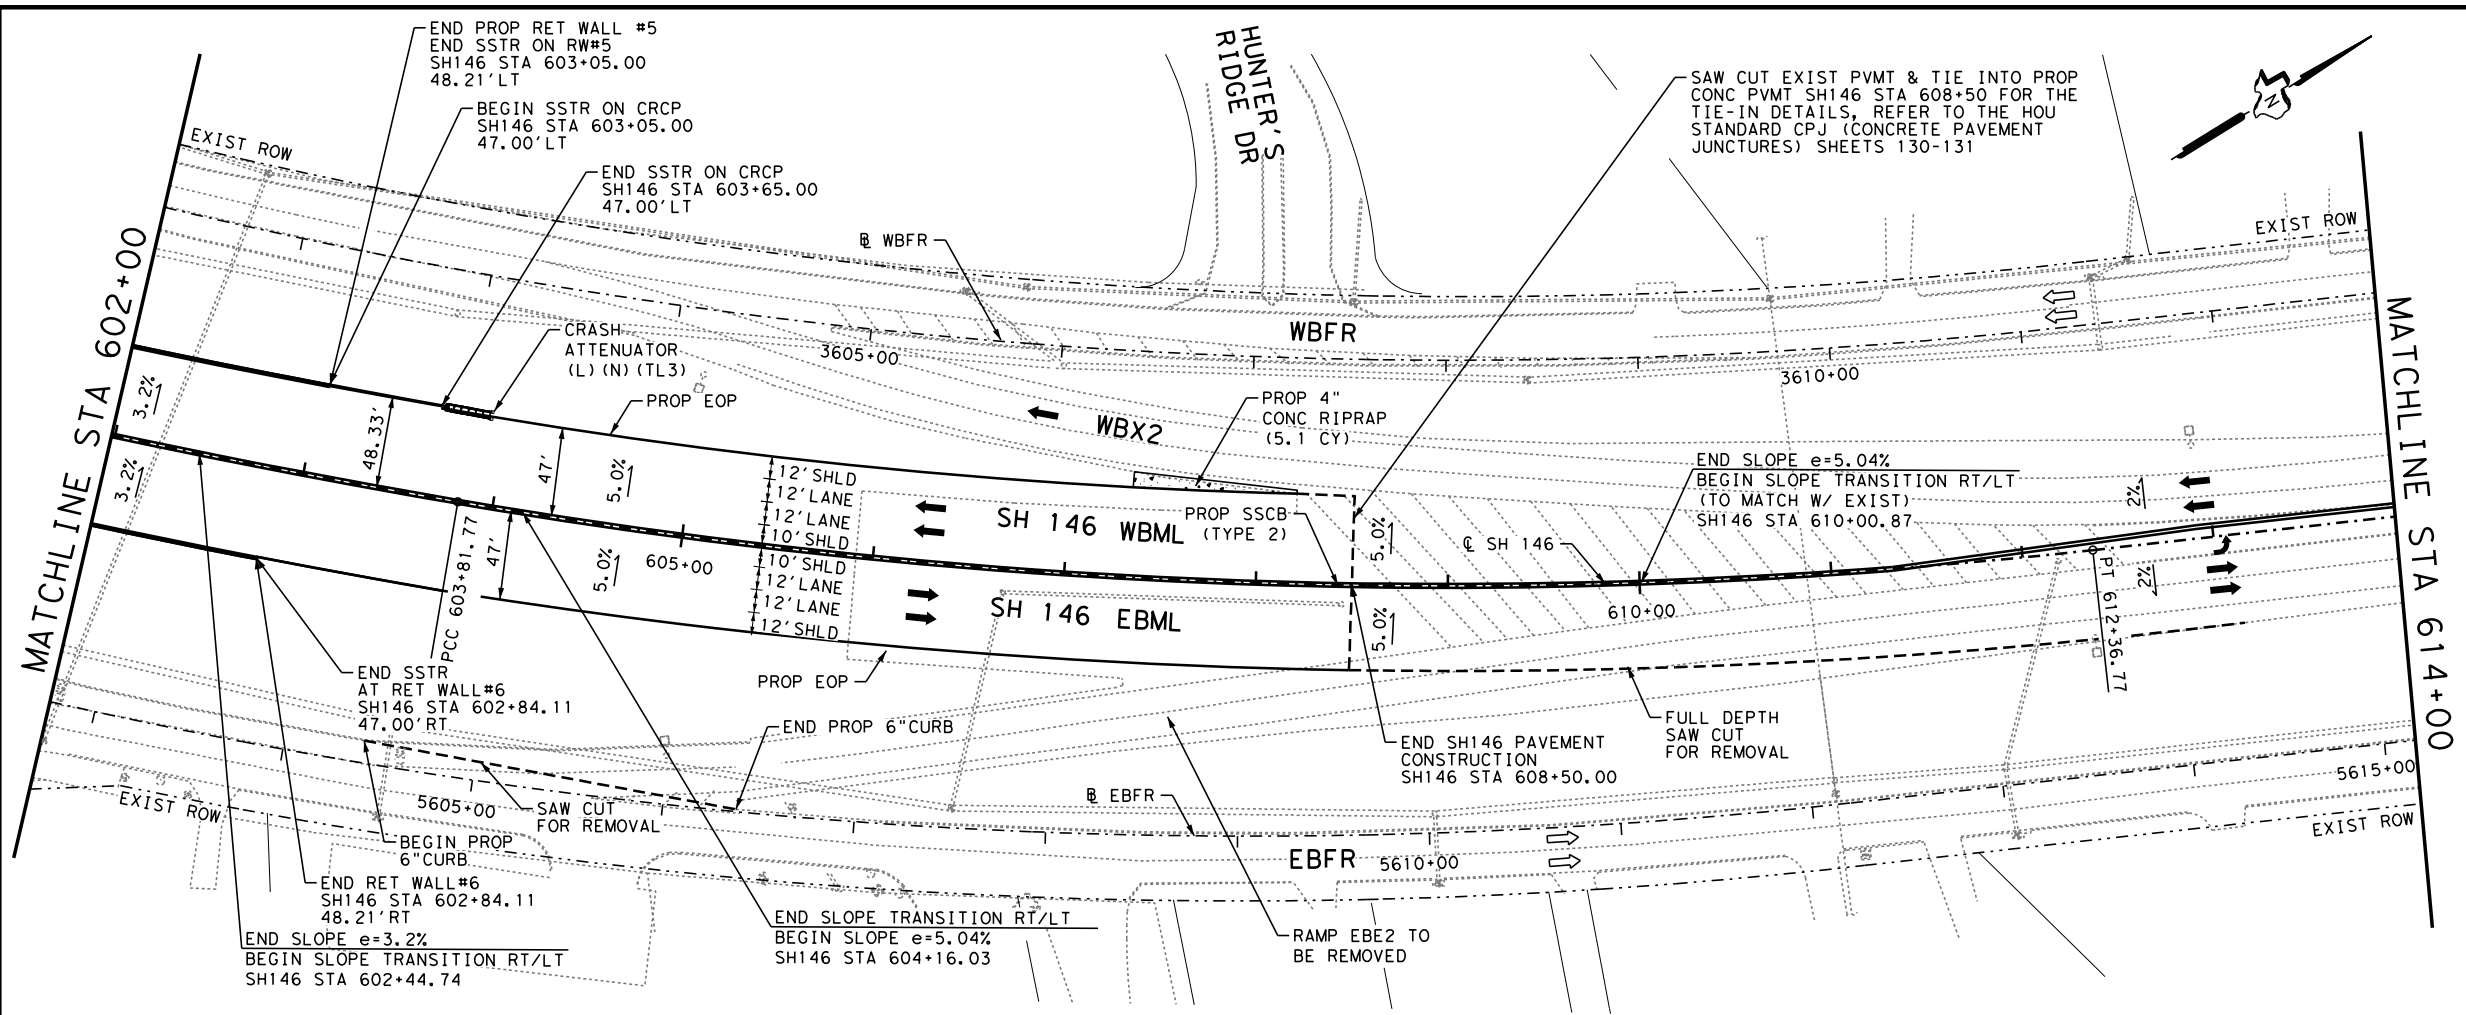 END PROP RET WALL #5
END SSTR ON RW#5
SH146 STA 603+05.00
48.21'LT
BEGIN SSTR ON CRCP
SH146 STA 603+05.00
47.00'LT
END SSTR ON CRCP
SH146 STA 603+65.00
47.00'LT
HUNTER'S
RIDGE DR
SAW CUT EXIST PVMT & TIE INTO PROP
CONC PVMT SH146 STA 608+50 FOR THE
TIE-IN DETAILS, REFER TO THE HOU
STANDARD CPJ (CONCRETE PAVEMENT
JUNCTURES) SHEETS 130-131
N
EXIST ROW
EXIST ROW
MATCHLINE STA 602+00
MATCHLINE STA 614+00
BL WBFR
WBFR
3605+00
3610+00
CRASH
ATTENUATOR
(L)(N)(TL3)
PROP EOP
WBX2
PROP 4"
CONC RIPRAP
(5.1 CY)
3.2%
3.2%
48.33'
47'
5.0%
47'
5.0%
12'SHLD
12'LANE
12'LANE
10'SHLD
10'SHLD
12'LANE
12'LANE
12'SHLD
605+00
SH 146 WBML
SH 146 EBML
PROP SSCB
(TYPE 2)
5.0%
5.0%
END SLOPE e=5.04%
BEGIN SLOPE TRANSITION RT/LT
(TO MATCH W/ EXIST)
SH146 STA 610+00.87
CL SH 146
610+00
2%
2%
PT 612+36.77
PCC 603+81.77
PROP EOP
END SSTR
AT RET WALL#6
SH146 STA 602+84.11
47.00'RT
END PROP 6"CURB
END SH146 PAVEMENT
CONSTRUCTION
SH146 STA 608+50.00
FULL DEPTH
SAW CUT
FOR REMOVAL
EXIST ROW
5605+00
SAW CUT
FOR REMOVAL
BL EBFR
EBFR
5610+00
5615+00
EXIST ROW
BEGIN PROP
6"CURB
END RET WALL#6
SH146 STA 602+84.11
48.21'RT
END SLOPE e=3.2%
BEGIN SLOPE TRANSITION RT/LT
SH146 STA 602+44.74
END SLOPE TRANSITION RT/LT
BEGIN SLOPE e=5.04%
SH146 STA 604+16.03
RAMP EBE2 TO
BE REMOVED